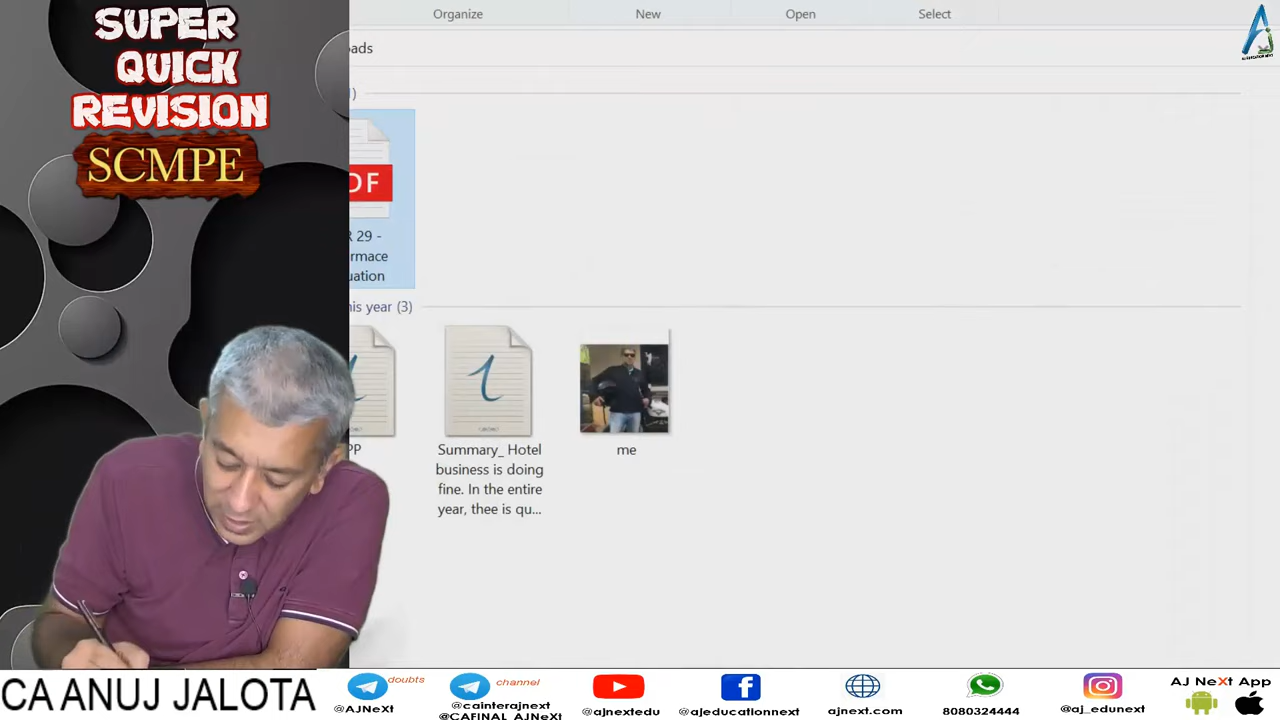 SUPER
QUICK
REVISION
SCMPE
Organize
New
Open
Select
ads
)
DF
R 29 -
rmace
uation
his year (3)
PP
Summary_ Hotel
business is doing
fine. In the entire
year, thee is qu...
me
CA ANUJ JALOTA
doubts
@AJNeXt
channel
@cainterajnext
@CAFINAL_AJNeXt
@ajnextedu
@ajeducationnext
ajnext.com
8080324444
@aj_edunext
AJ NeXt App